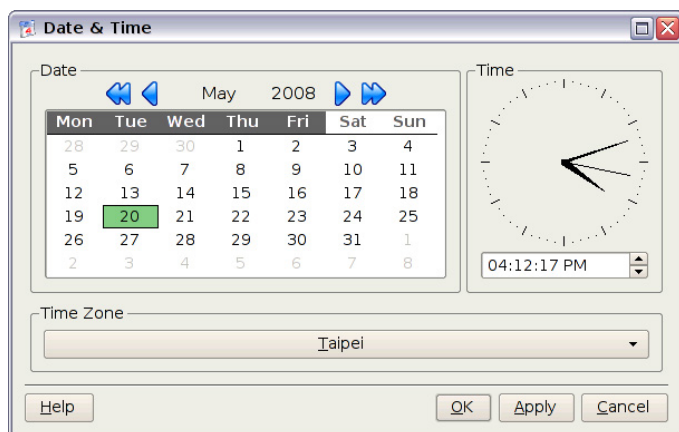 Date & Time
Date
May 2008
Mon Tue Wed Thu Fri Sat Sun
28 29 30 1 2 3 4
5 6 7 8 9 10 11
12 13 14 15 16 17 18
19 20 21 22 23 24 25
26 27 28 29 30 31 1
2 3 4 5 6 7 8
Time
04:12:17 PM
Time Zone
Taipei
Help OK Apply Cancel